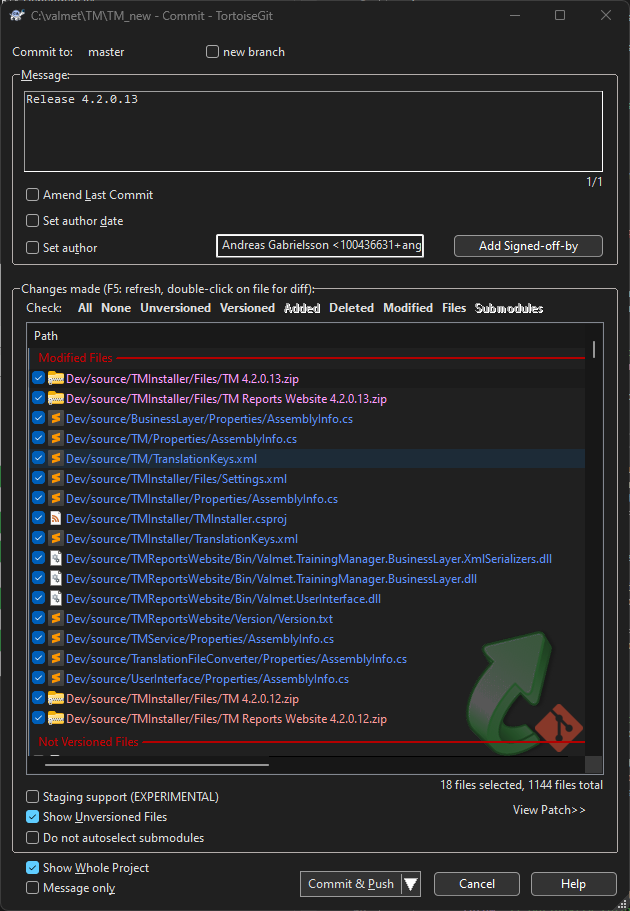 C:\valmet\TM\TM_new - Commit - TortoiseGit
Commit to: master new branch
Message:
Release 4.2.0.13
1/1
Amend Last Commit
Set author date
Set author Andreas Gabrielsson <100436631+ang Add Signed-off-by
Changes made (F5: refresh, double-click on file for diff):
Check: All None Unversioned Versioned Added Deleted Modified Files Submodules
Path
Modified Files
Dev/source/TMInstaller/Files/TM 4.2.0.13.zip
Dev/source/TMInstaller/Files/TM Reports Website 4.2.0.13.zip
Dev/source/BusinessLayer/Properties/AssemblyInfo.cs
Dev/source/TM/Properties/AssemblyInfo.cs
Dev/source/TM/TranslationKeys.xml
Dev/source/TMInstaller/Files/Settings.xml
Dev/source/TMInstaller/Properties/AssemblyInfo.cs
Dev/source/TMInstaller/TMInstaller.csproj
Dev/source/TMInstaller/TranslationKeys.xml
Dev/source/TMReportsWebsite/Bin/Valmet.TrainingManager.BusinessLayer.XmlSerializers.dll
Dev/source/TMReportsWebsite/Bin/Valmet.TrainingManager.BusinessLayer.dll
Dev/source/TMReportsWebsite/Bin/Valmet.UserInterface.dll
Dev/source/TMReportsWebsite/Version/Version.txt
Dev/source/TMService/Properties/AssemblyInfo.cs
Dev/source/TranslationFileConverter/Properties/AssemblyInfo.cs
Dev/source/UserInterface/Properties/AssemblyInfo.cs
Dev/source/TMInstaller/Files/TM 4.2.0.12.zip
Dev/source/TMInstaller/Files/TM Reports Website 4.2.0.12.zip
Not Versioned Files
18 files selected, 1144 files total
Staging support (EXPERIMENTAL)
Show Unversioned Files View Patch>>
Do not autoselect submodules
Show Whole Project
Message only
Commit & Push Cancel Help